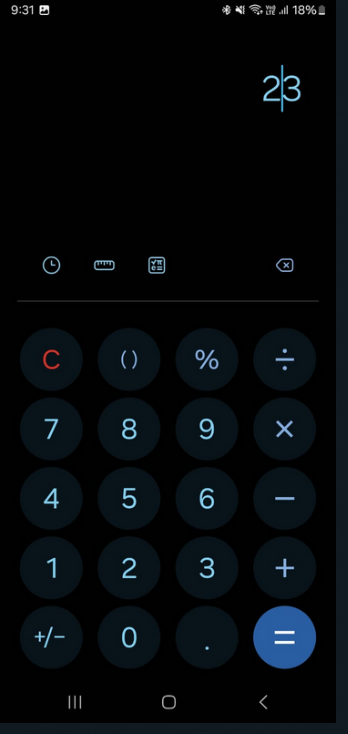 9:31 18%
23
C () % ÷
7 8 9 ×
4 5 6 −
1 2 3 +
+/− 0 . =